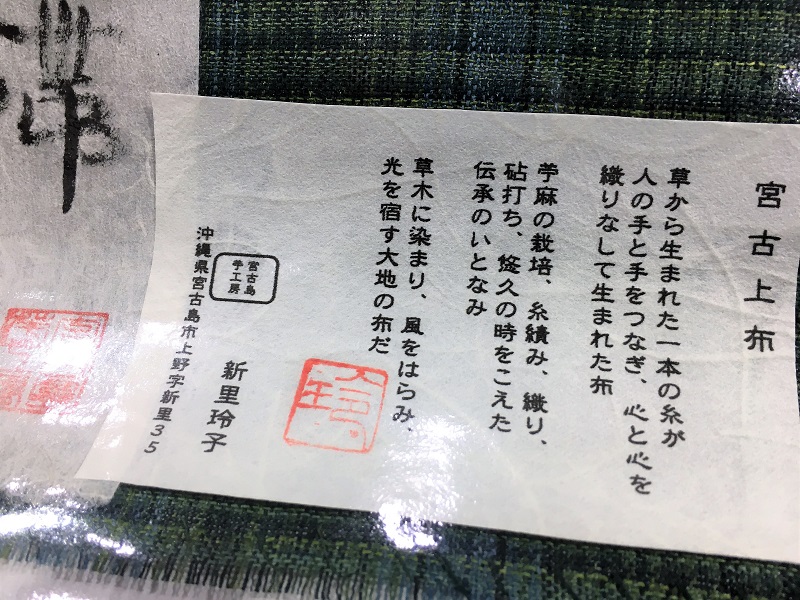 宮古上布
草から生まれた一本の糸が
人の手と手をつなぎ、心と心を
織りなして生まれた布
苧麻の栽培、糸績み、織り、
砧打ち、悠久の時をこえた
伝承のいとなみ
草木に染まり、風をはらみ、
光を宿す大地の布だ
宮古島
手工房
新里玲子
沖縄県宮古島市上野字新里35
帯